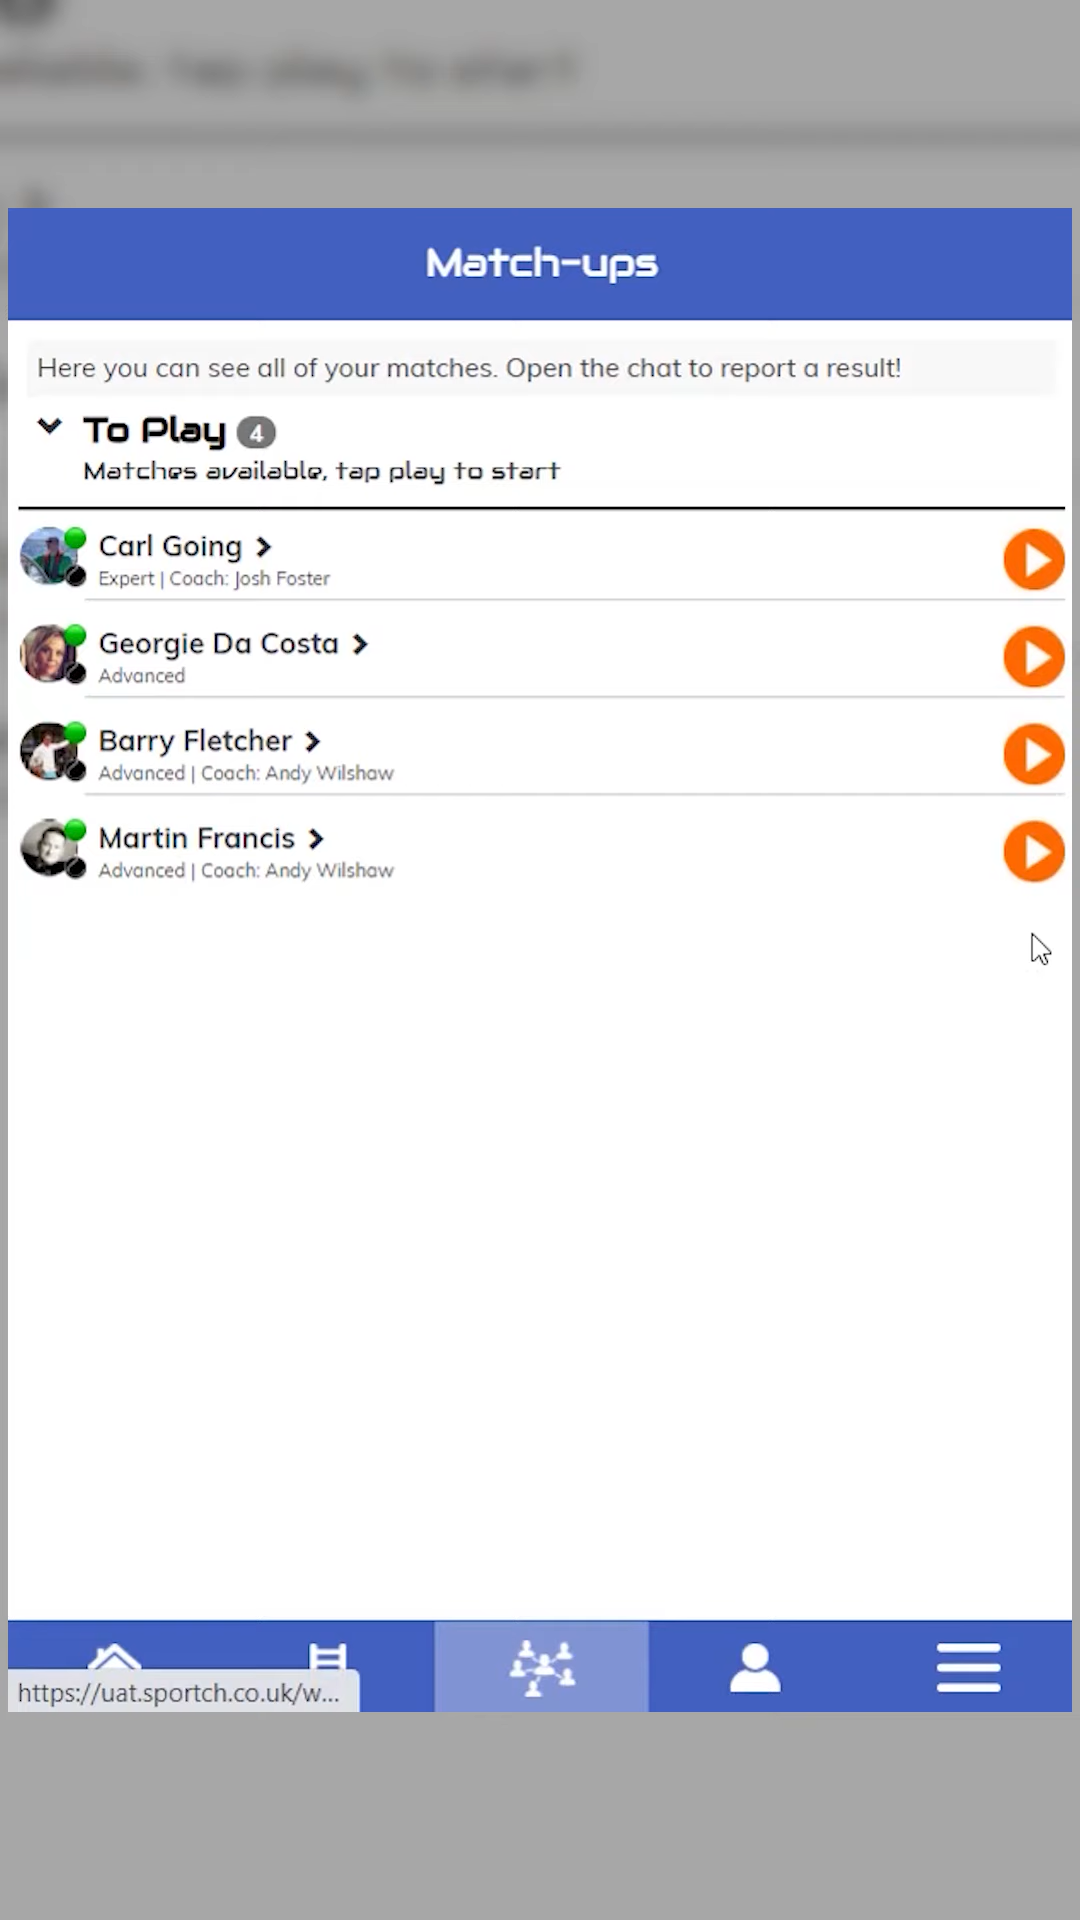 Match-ups
Here you can see all of your matches. Open the chat to report a result!
To Play 4
Matches available, tap play to start
Carl Going
Expert | Coach: Josh Foster
Georgie Da Costa
Advanced
Barry Fletcher
Advanced | Coach: Andy Wilshaw
Martin Francis
Advanced | Coach: Andy Wilshaw
https://uat.sportch.co.uk/w...